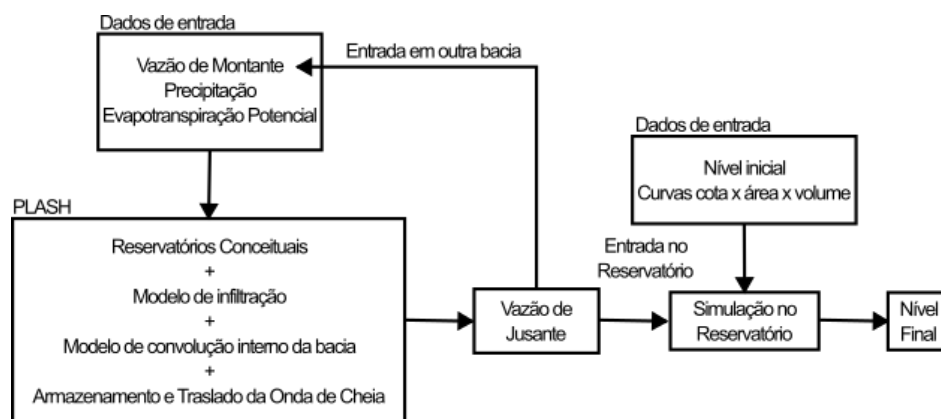 Dados de entrada
Vazão de Montante
Precipitação
Evapotranspiração Potencial
Entrada em outra bacia
PLASH
Reservatórios Conceituais
+
Modelo de infiltração
+
Modelo de convolução interno da bacia
+
Armazenamento e Traslado da Onda de Cheia
Vazão de
Jusante
Dados de entrada
Nível inicial
Curvas cota x área x volume
Entrada no
Reservatório
Simulação no
Reservatório
Nível
Final